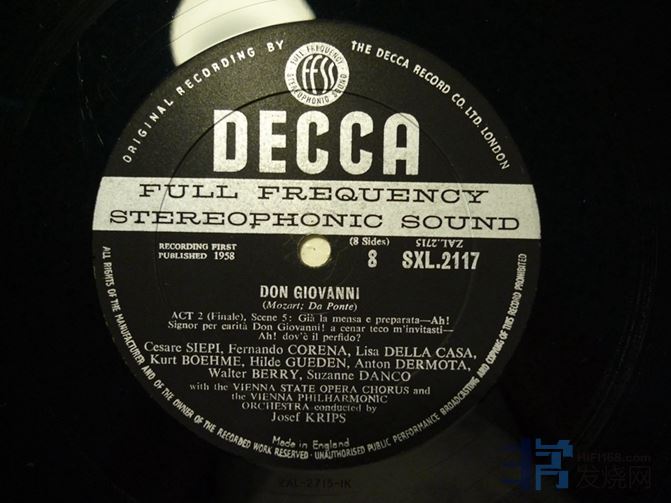 ORIGINAL RECORDING BY THE DECCA RECORD CO. LTD. LONDON
FULL FREQUENCY STEREOPHONIC SOUND
FFSS
DECCA
FULL FREQUENCY
STEREOPHONIC SOUND
RECORDING FIRST
PUBLISHED 1958
(8 Sides)
8
ZAL.2715
SXL.2117
DON GIOVANNI
(Mozart; Da Ponte)
ACT 2 (Finale), Scene 5: Già la mensa e preparata—Ah!
Signor per carità Don Giovanni! a cenar teco m'invitasti—
Ah! dov'è il perfido?
Cesare SIEPI, Fernando CORENA, Lisa DELLA CASA,
Kurt BOEHME, Hilde GUEDEN, Anton DERMOTA,
Walter BERRY, Suzanne DANCO
with the VIENNA STATE OPERA CHORUS and
the VIENNA PHILHARMONIC
ORCHESTRA conducted by
Josef KRIPS
Made in England
ALL RIGHTS OF THE MANUFACTURER AND OF THE OWNER OF THE RECORDED WORK RESERVED · UNAUTHORISED PUBLIC PERFORMANCE BROADCASTING AND COPYING OF THIS RECORD PROHIBITED
ZAL-2715-1K
HIFI168.com
发烧网